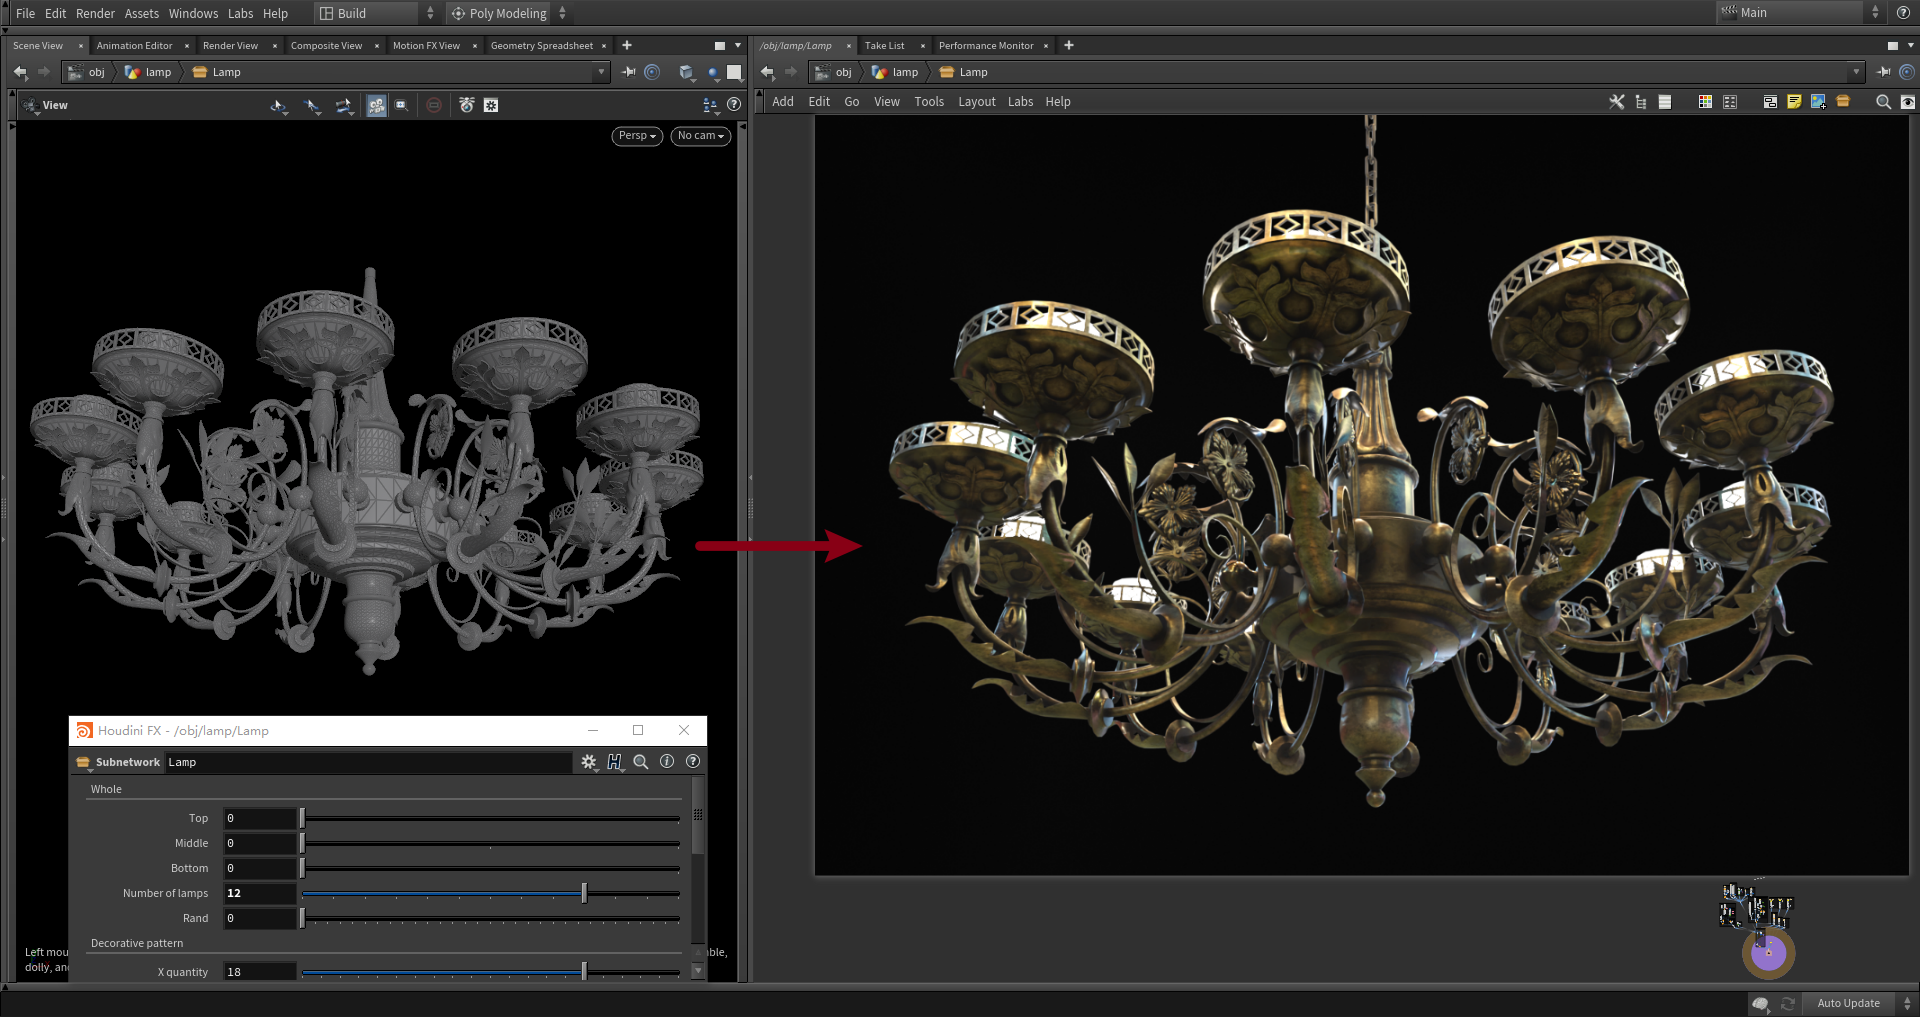 File Edit Render Assets Windows Labs Help Build Poly Modeling Main
Scene View Animation Editor Render View Composite View Motion FX View Geometry Spreadsheet
/obj/lamp/Lamp Take List Performance Monitor
obj lamp Lamp
obj lamp Lamp
View
Add Edit Go View Tools Layout Labs Help
Persp No cam
Houdini FX - /obj/lamp/Lamp
Subnetwork Lamp
Whole
Top 0
Middle 0
Bottom 0
Number of lamps 12
Rand 0
Decorative pattern
X quantity 18
Left mou
ble,
dolly, an
Auto Update